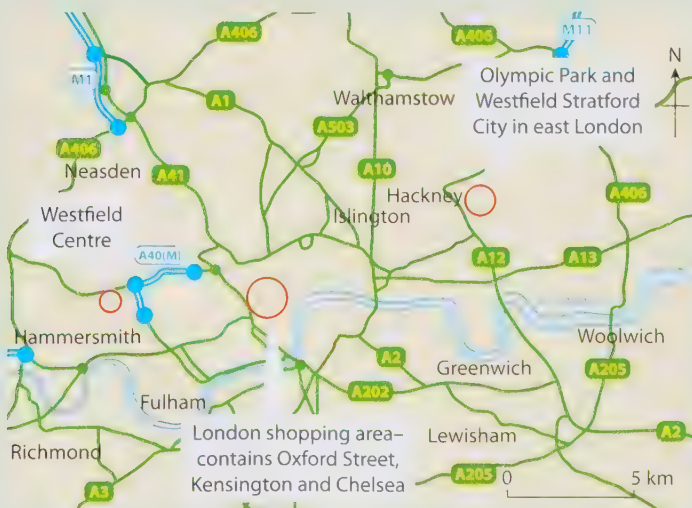 A406
A406
M11
M1
Olympic Park and
Westfield Stratford
City in east London
N
A1
Walthamstow
A503
A406
Neasden
A41
A10
A406
Hackney
Westfield
Centre
Islington
A40(M)
A12
A13
Hammersmith
Woolwich
A2
Greenwich
A205
A202
Fulham
London shopping area–
contains Oxford Street,
Kensington and Chelsea
Lewisham
A2
Richmond
A3
A205
0
5 km